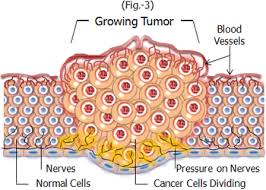 (Fig.-3)
Growing Tumor
Blood
Vessels
Nerves
Pressure on Nerves
Normal Cells
Cancer Cells Dividing